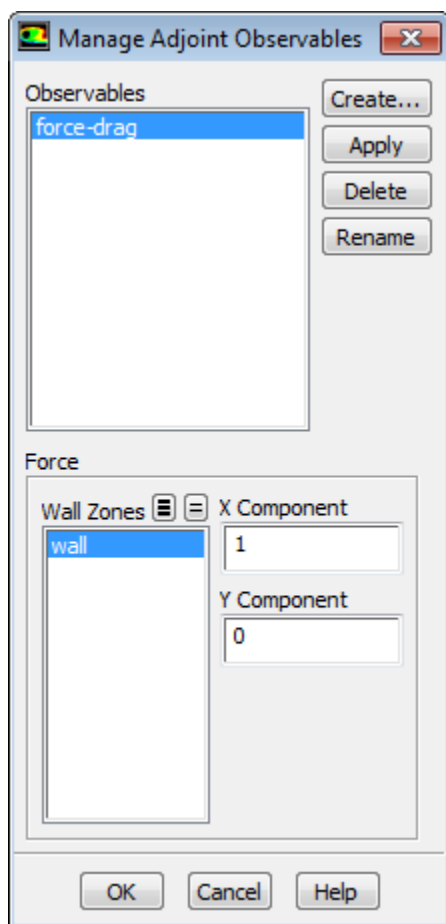 Manage Adjoint Observables
Observables
Create...
force-drag
Apply
Delete
Rename
Force
Wall Zones
X Component
wall
1
Y Component
0
OK
Cancel
Help